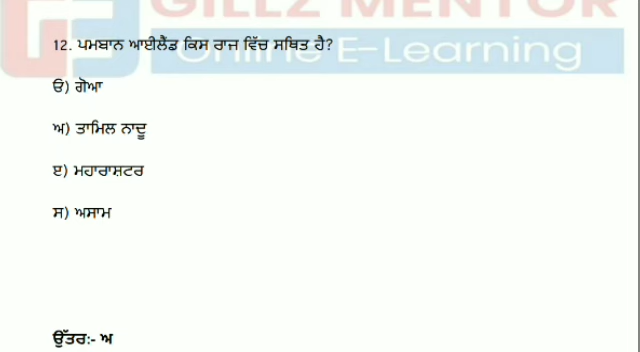 GILLZ MENTOR
Online E-Learning
12. ਪਮਬਾਨ ਆਈਲੈਂਡ ਕਿਸ ਰਾਜ ਵਿੱਚ ਸਥਿਤ ਹੈ?
ੳ) ਗੋਆ
ਅ) ਤਾਮਿਲ ਨਾਦੂ
ੲ) ਮਹਾਰਾਸ਼ਟਰ
ਸ) ਅਸਾਮ
ਉੱਤਰ:- ਅ